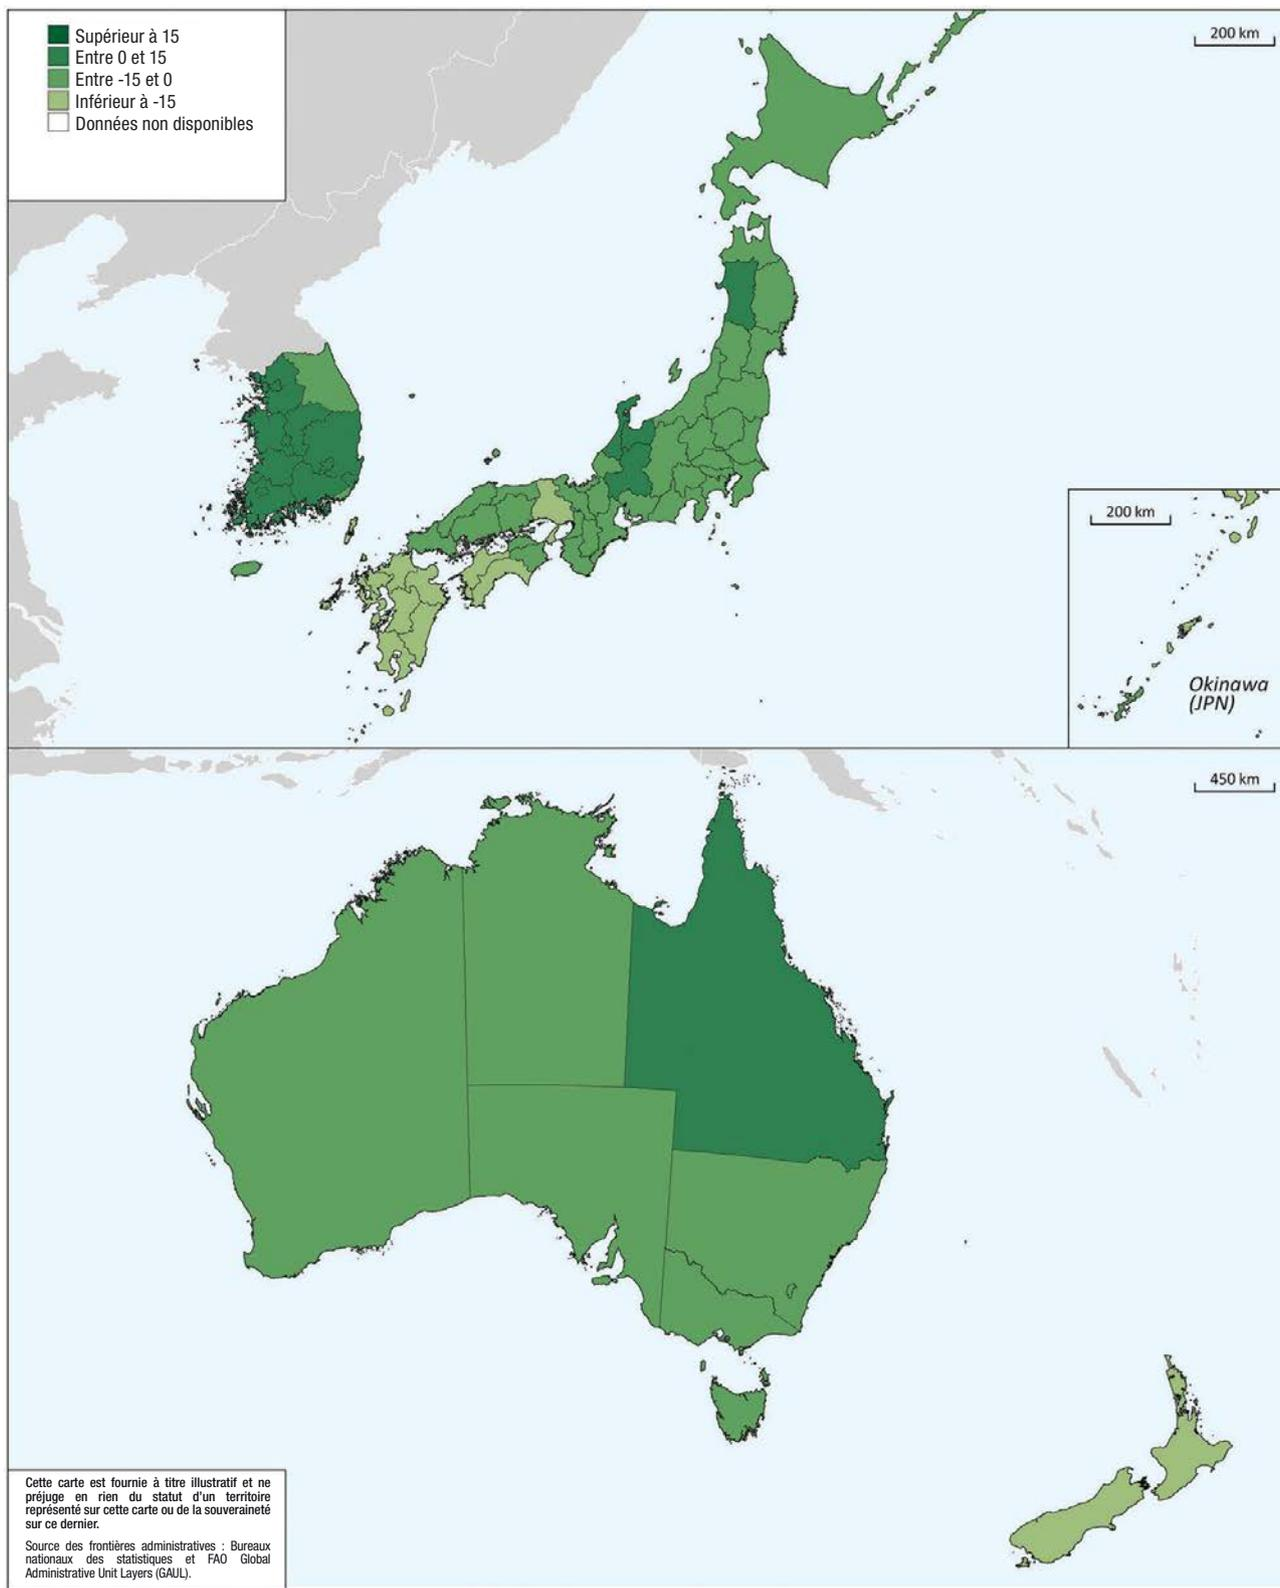 Supérieur à 15
Entre 0 et 15
Entre -15 et 0
Inférieur à -15
Données non disponibles
200 km
200 km
Okinawa
(JPN)
450 km
Cette carte est fournie à titre illustratif et ne
préjuge en rien du statut d'un territoire
représenté sur cette carte ou de la souveraineté
sur ce dernier.
Source des frontières administratives : Bureaux
nationaux des statistiques et FAO Global
Administrative Unit Layers (GAUL).